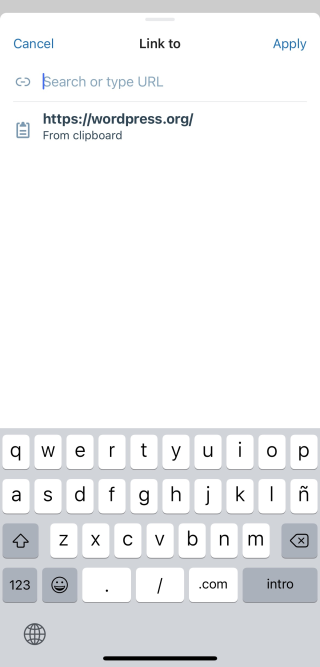 Cancel Link to Apply
Search or type URL
https://wordpress.org/
From clipboard
q w e r t y u i o p
a s d f g h j k l ñ
z x c v b n m
123 . / .com intro